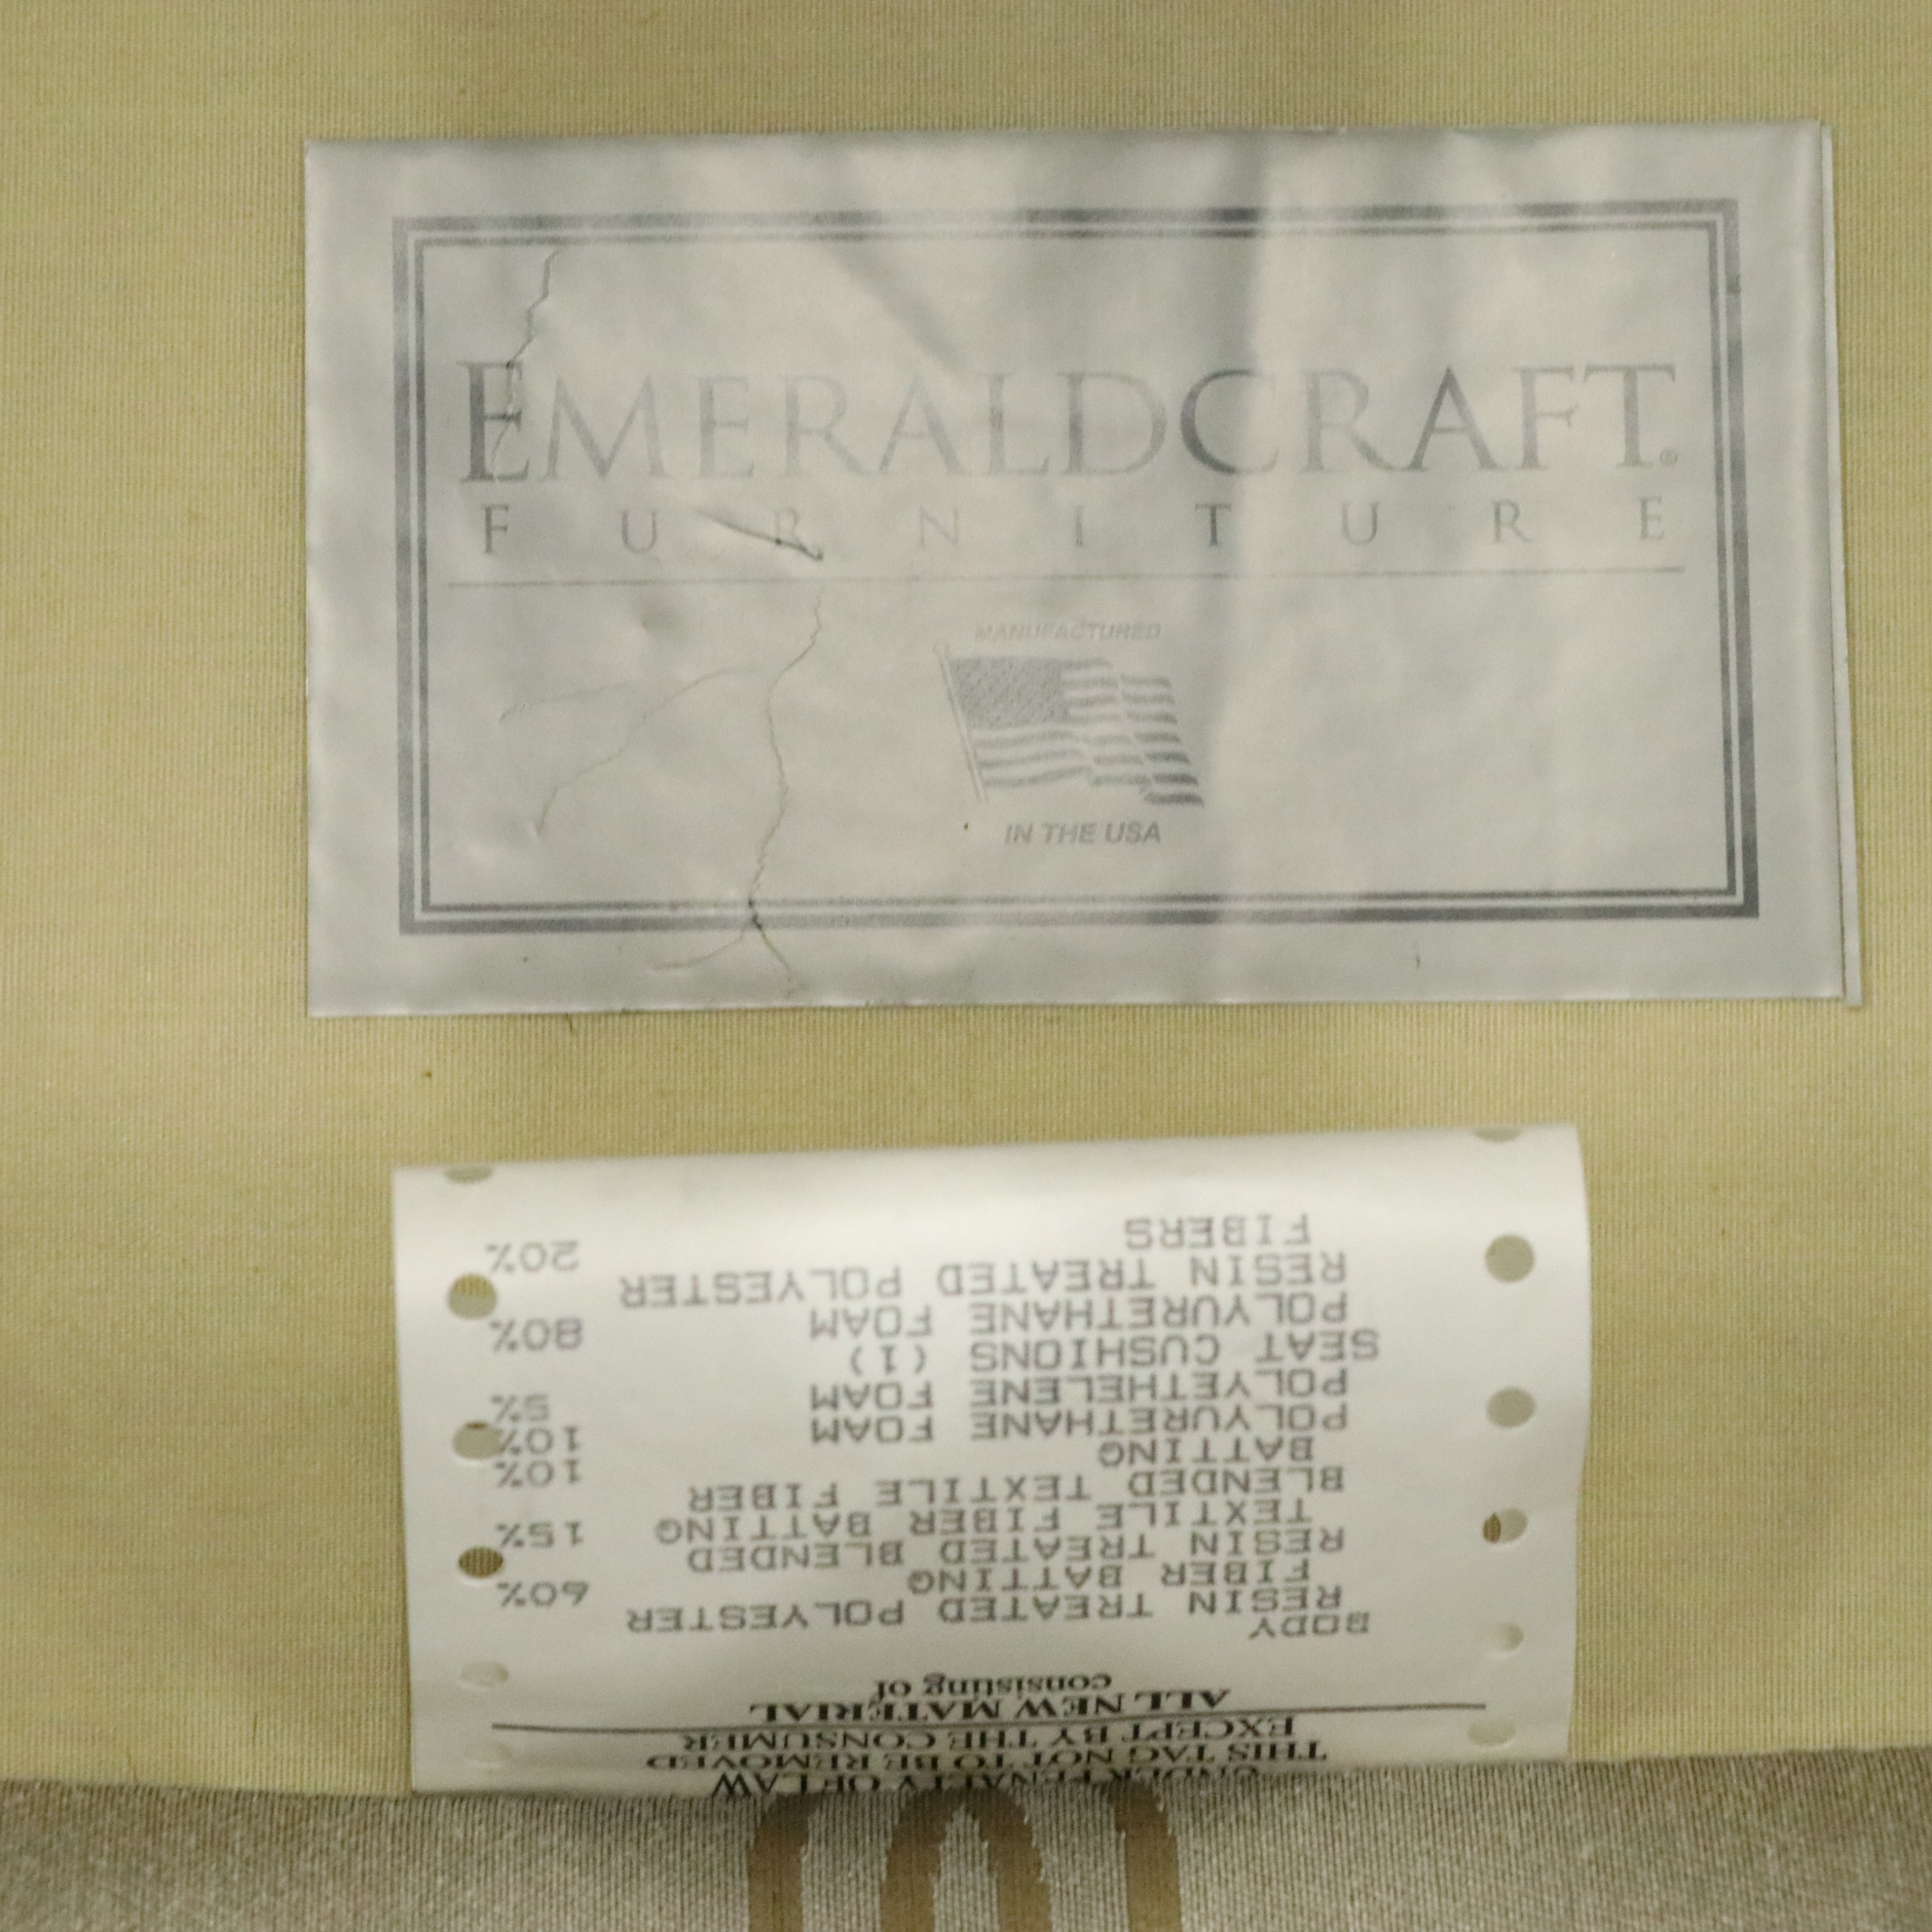 EMERALDCRAFT®
FURNITURE
MANUFACTURED
IN THE USA
UNDER PENALTY OF LAW
THIS TAG NOT TO BE REMOVED
EXCEPT BY THE CONSUMER
ALL NEW MATERIAL
consisting of
BODY
RESIN TREATED POLYESTER
FIBER BATTING 60%
RESIN TREATED BLENDED
TEXTILE FIBER BATTING 15%
BLENDED TEXTILE FIBER
BATTING 10%
POLYURETHANE FOAM 10%
POLYETHELENE FOAM 5%
SEAT CUSHIONS (1)
POLYURETHANE FOAM 80%
RESIN TREATED POLYESTER
FIBERS 20%